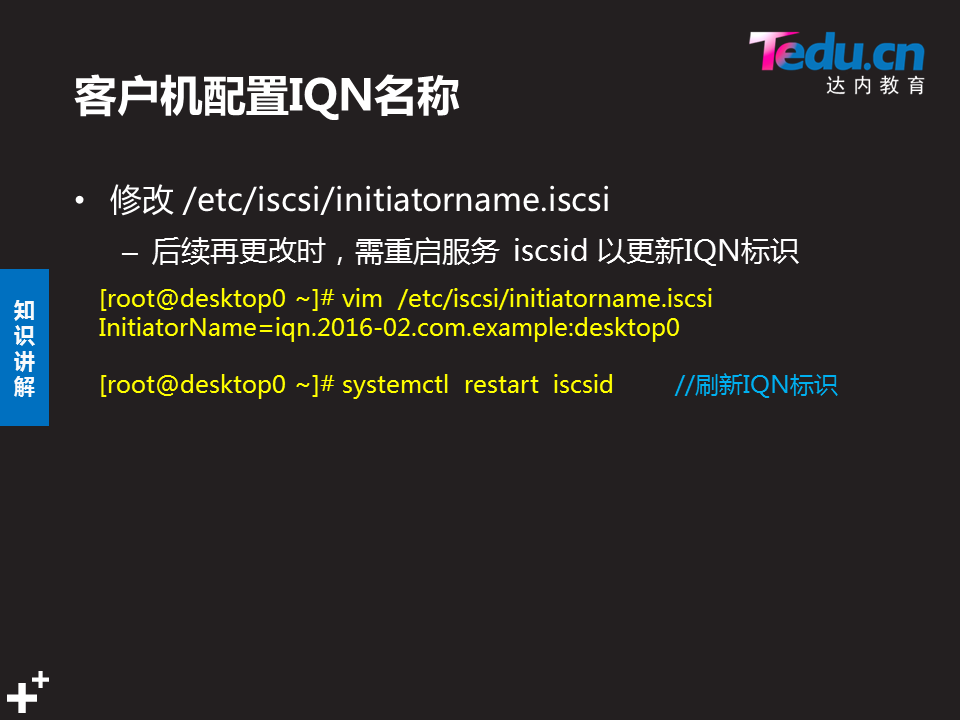 Tedu.cn
达内教育
客户机配置IQN名称
• 修改 /etc/iscsi/initiatorname.iscsi
– 后续再更改时，需重启服务 iscsid 以更新IQN标识
[root@desktop0 ~]# vim /etc/iscsi/initiatorname.iscsi
InitiatorName=iqn.2016-02.com.example:desktop0
[root@desktop0 ~]# systemctl restart iscsid //刷新IQN标识
知识讲解